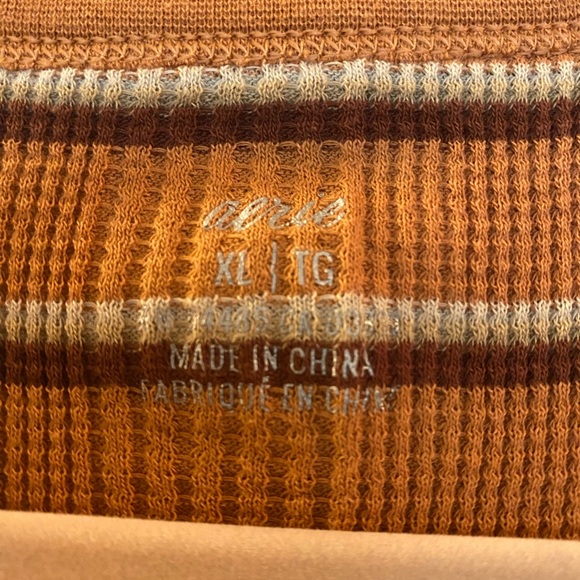 aerie
XL | TG
MADE IN CHINA
FABRIQUÉ EN CHINE